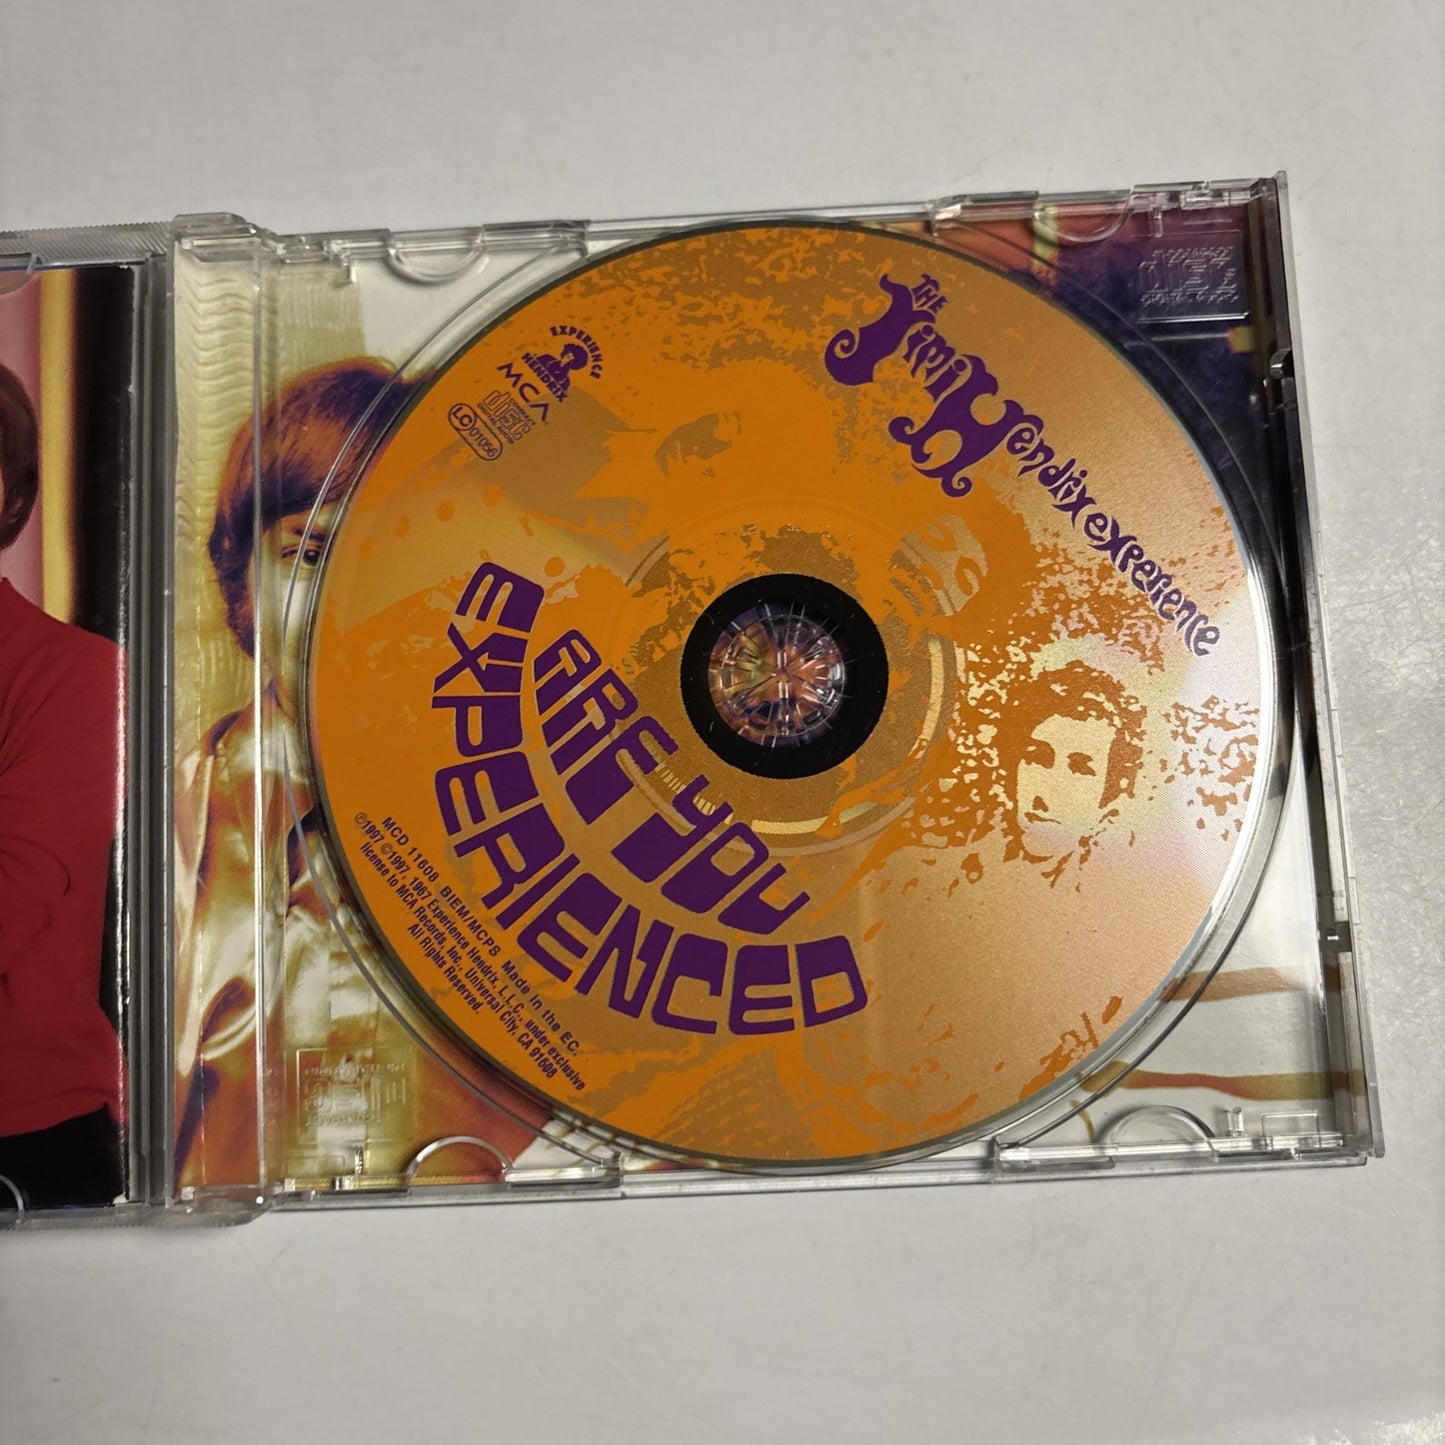 THE
Jimi Hendrix experience
EXPERIENCE
HENDRIX
MCA
COMPACT
disc
DIGITAL AUDIO
LC 01056
ARE YOU
EXPERIENCED
MCD 11608 BIEM/MCPS Made in the EC.
℗1997 ©1997, 1967 Experience Hendrix, L.L.C., under exclusive
license to MCA Records, Inc., Universal City, CA 91608
All Rights Reserved.